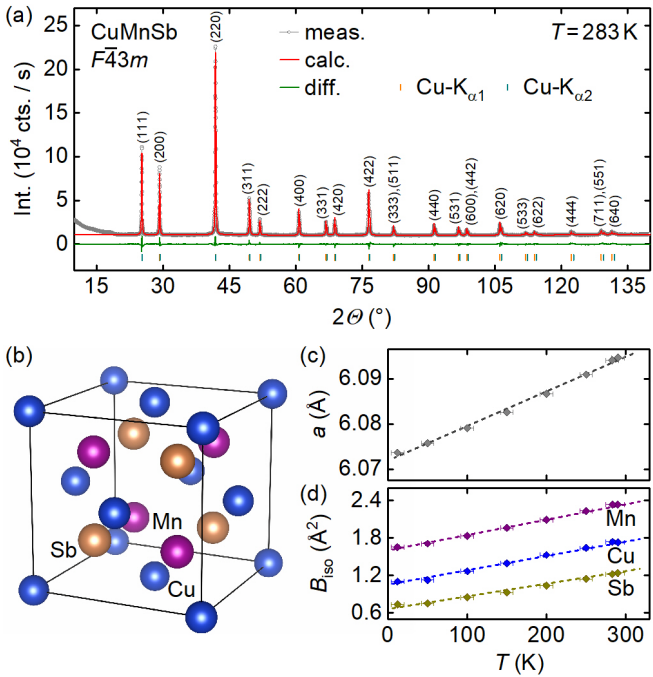 (a)
CuMnSb
F4̅3m
meas.
calc.
diff.
T = 283 K
Cu-Kα1
Cu-Kα2
(111)
(200)
(220)
(311)
(222)
(400)
(331)
(420)
(422)
(333),(511)
(440)
(531)
(600),(442)
(620)
(533)
(622)
(444)
(711),(551)
(640)
Int. (10⁴ cts. / s)
25
20
15
10
5
0
15
30
45
60
75
90
105
120
135
2Θ (°)
(b)
Sb
Mn
Cu
(c)
a (Å)
6.09
6.08
6.07
(d)
Biso (Å²)
2.4
1.8
1.2
0.6
Mn
Cu
Sb
0
100
200
300
T (K)